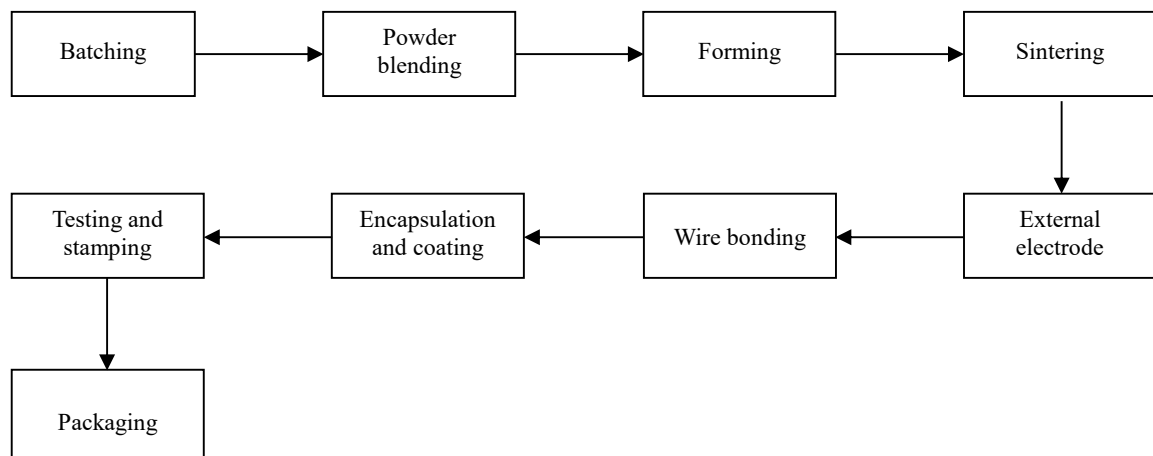 Batching
Powder
blending
Forming
Sintering
External
electrode
Wire bonding
Encapsulation
and coating
Testing and
stamping
Packaging